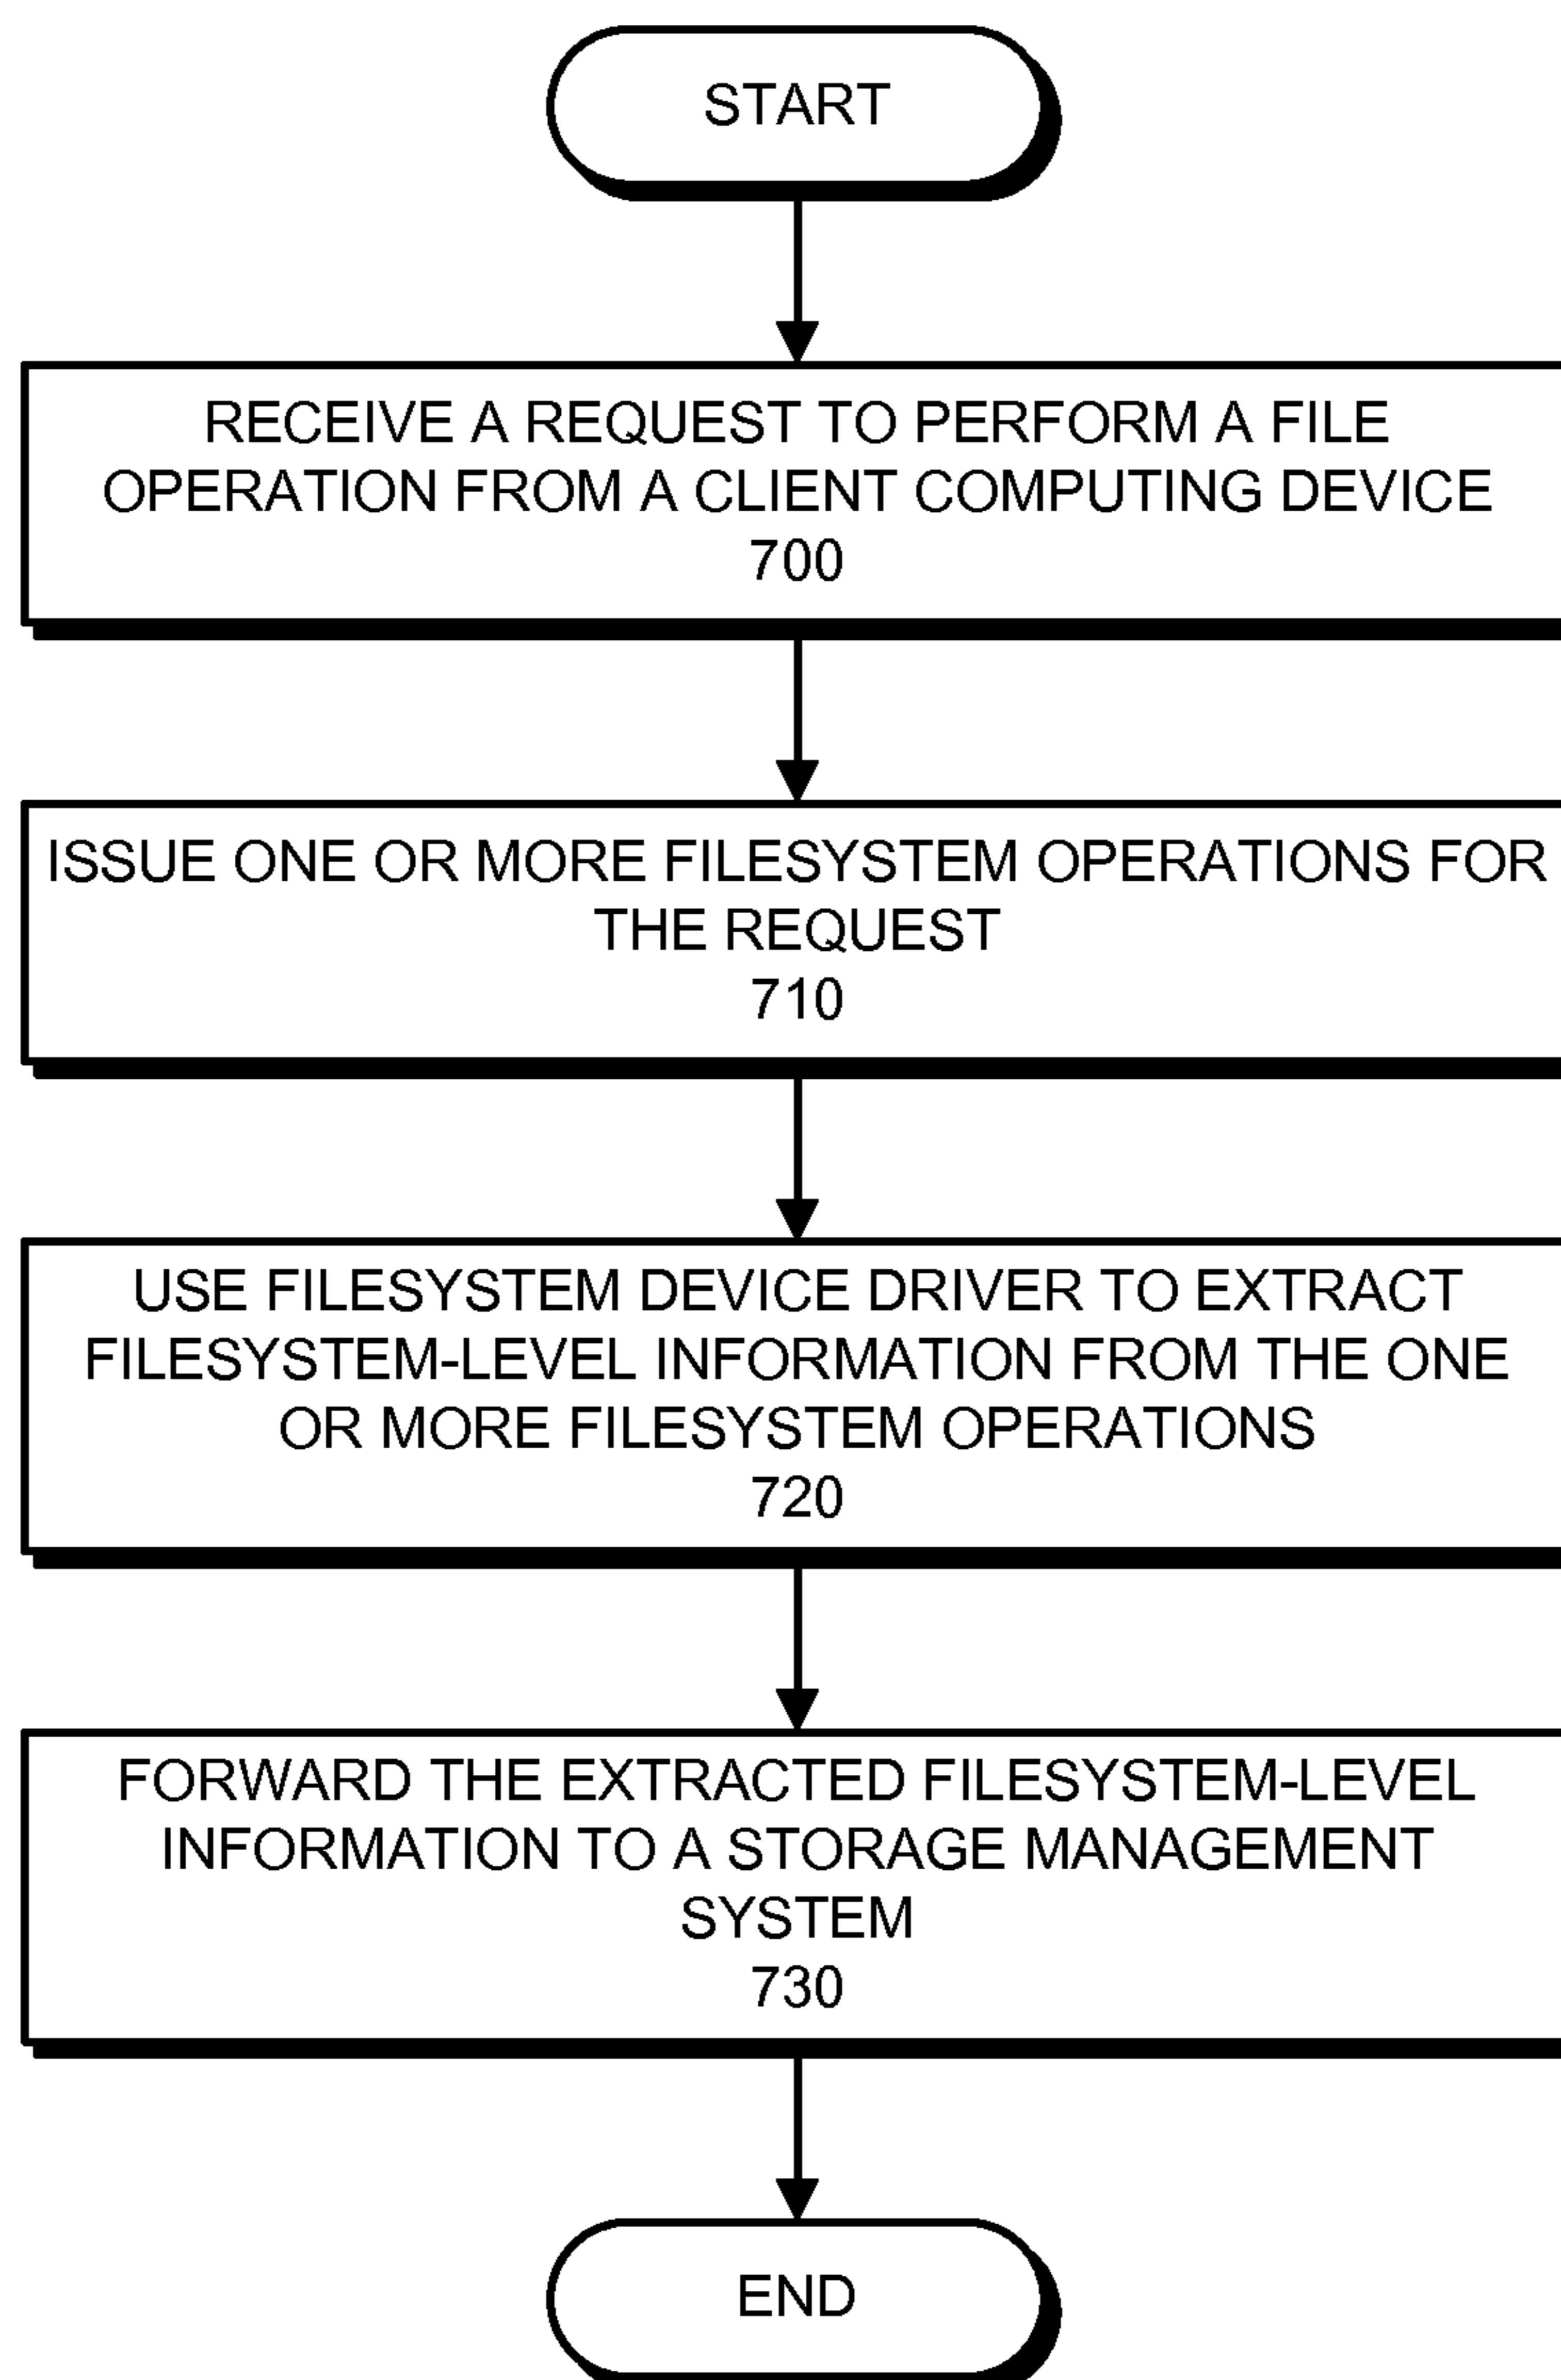 START
RECEIVE A REQUEST TO PERFORM A FILE
OPERATION FROM A CLIENT COMPUTING DEVICE
700
ISSUE ONE OR MORE FILESYSTEM OPERATIONS FOR
THE REQUEST
710
USE FILESYSTEM DEVICE DRIVER TO EXTRACT
FILESYSTEM-LEVEL INFORMATION FROM THE ONE
OR MORE FILESYSTEM OPERATIONS
720
FORWARD THE EXTRACTED FILESYSTEM-LEVEL
INFORMATION TO A STORAGE MANAGEMENT
SYSTEM
730
END